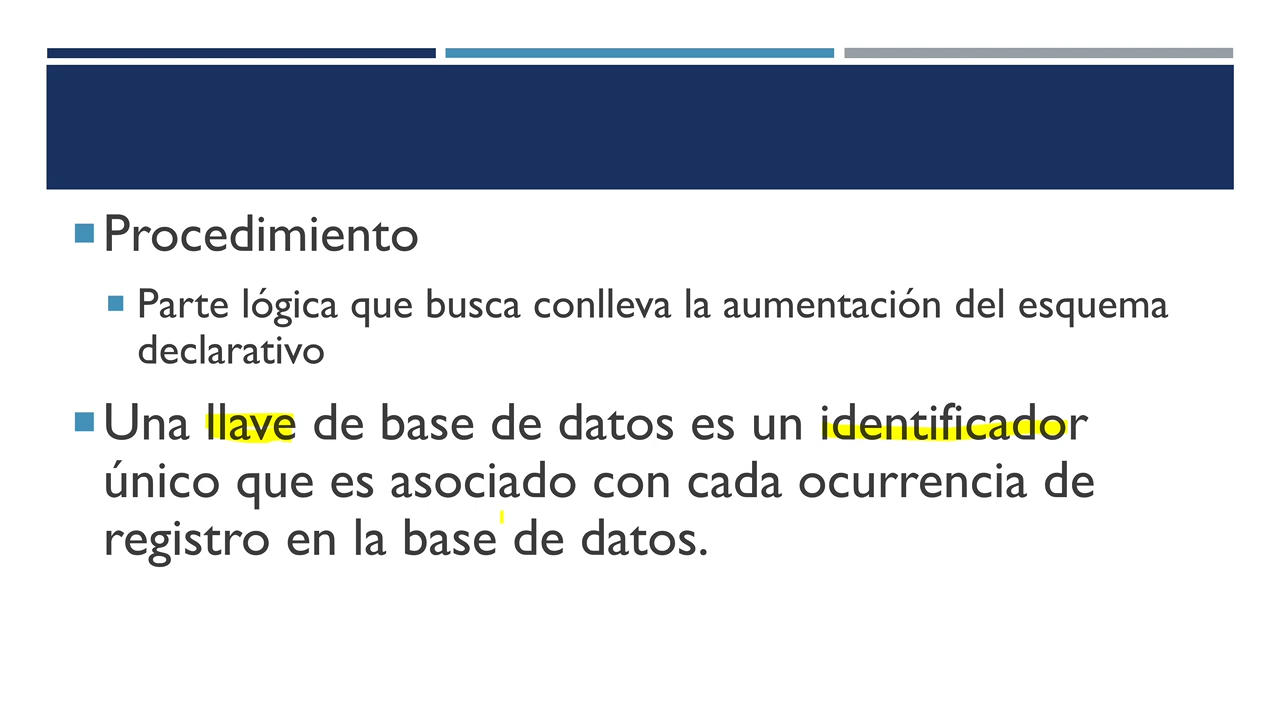 Procedimiento
Parte lógica que busca conlleva la aumentación del esquema
declarativo
Una llave de base de datos es un identificador
único que es asociado con cada ocurrencia de
registro en la base de datos.